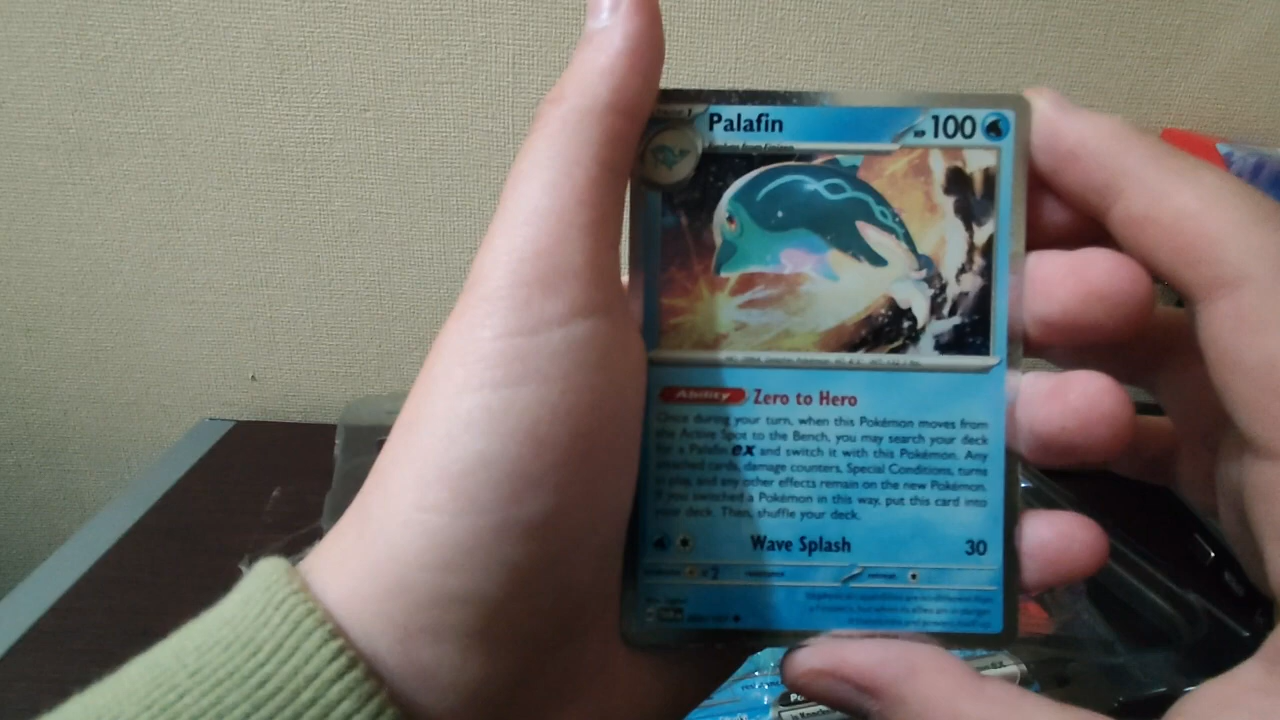 Palafin
HP 100
Ability Zero to Hero
Once during your turn, when this Pokémon moves from
the Active Spot to the Bench, you may search your deck
for a Palafin ex and switch it with this Pokémon. Any
attached cards, damage counters, Special Conditions, turns
in play, and any other effects remain on the new Pokémon.
If you switched a Pokémon in this way, put this card into
your deck. Then, shuffle your deck.
Wave Splash 30
x2